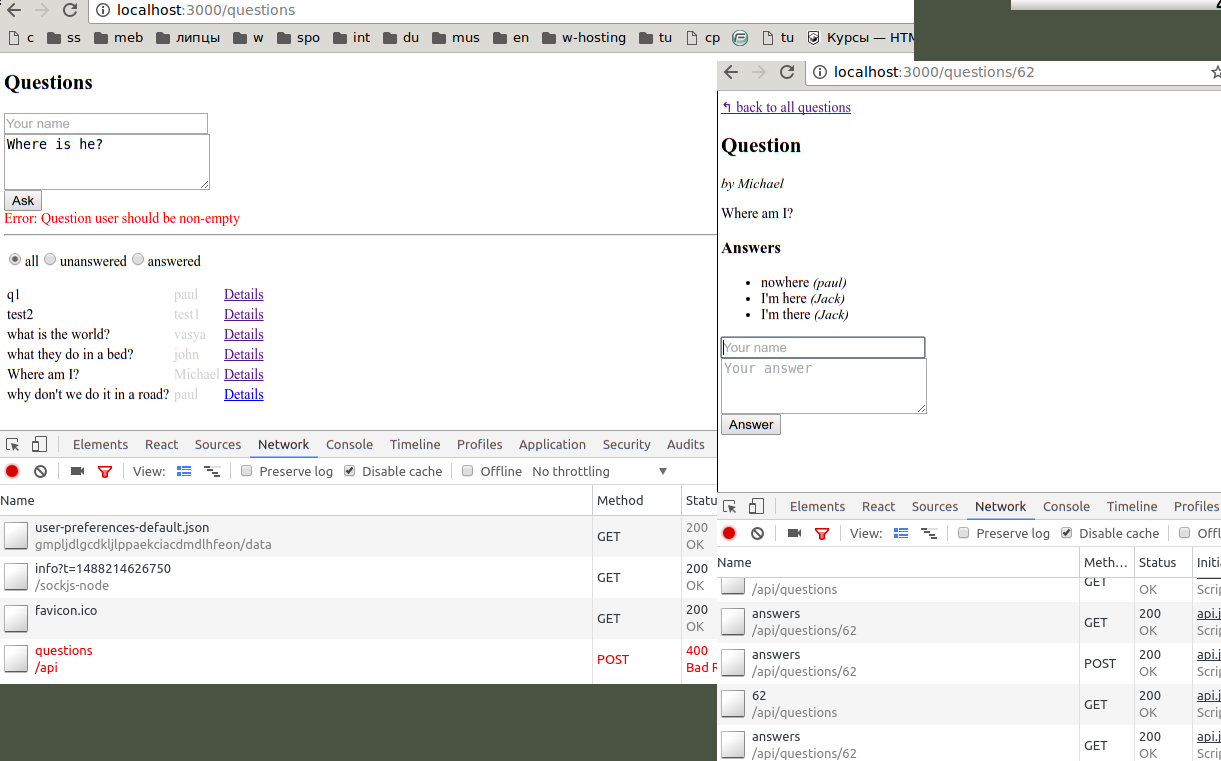 localhost:3000/questions
c ss meb липцы w spo int du mus en w-hosting tu cp tu Курсы — HTM
Questions
Your name
Where is he?
Ask
Error: Question user should be non-empty
all unanswered answered
q1 paul Details
test2 test1 Details
what is the world? vasya Details
what they do in a bed? john Details
Where am I? Michael Details
why don't we do it in a road? paul Details
Elements React Sources Network Console Timeline Profiles Application Security Audits
View: Preserve log Disable cache Offline No throttling
Name Method Statu
user-preferences-default.json GET 200
gmpljdlgcdkljlppaekciacdmdlhfeon/data OK
info?t=1488214626750 GET 200
/sockjs-node OK
favicon.ico GET 200
OK
questions POST 400
/api Bad R
localhost:3000/questions/62
↰ back to all questions
Question
by Michael
Where am I?
Answers
nowhere (paul)
I'm here (Jack)
I'm there (Jack)
Your name
Your answer
Answer
Elements React Sources Network Console Timeline Profiles
View: Preserve log Disable cache Offl
Name Meth... Status Initi
/api/questions GET OK Scrip
answers GET 200 api.j
/api/questions/62 OK Scrip
answers POST 200 api.j
/api/questions/62 OK Scrip
62 GET 200 api.j
/api/questions OK Scrip
answers GET 200 api.j
/api/questions/62 OK Scrip